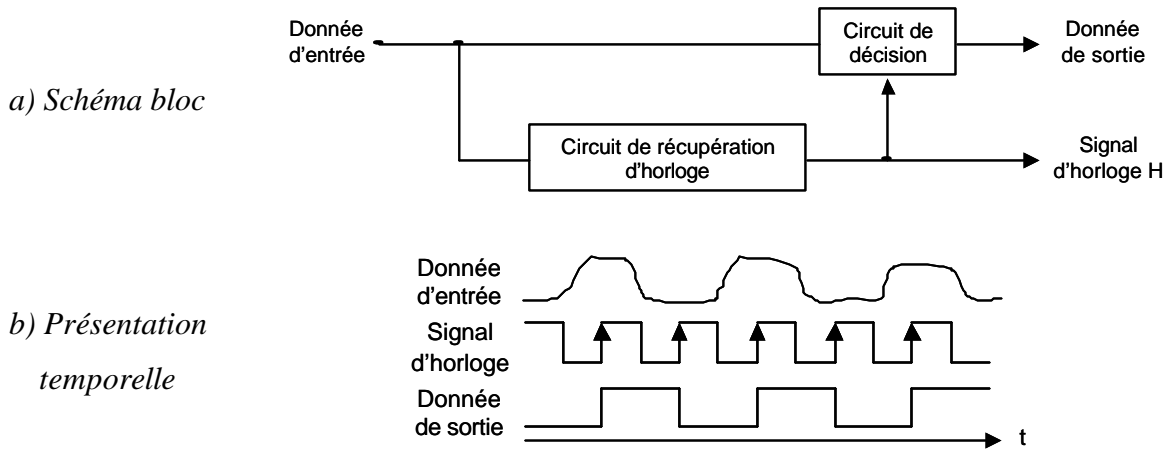 Donnée
d'entrée
Circuit de
décision
Donnée
de sortie
a) Schéma bloc
Circuit de récupération
d'horloge
Signal
d'horloge H
b) Présentation
temporelle
Donnée
d'entrée
Signal
d'horloge
Donnée
de sortie
t